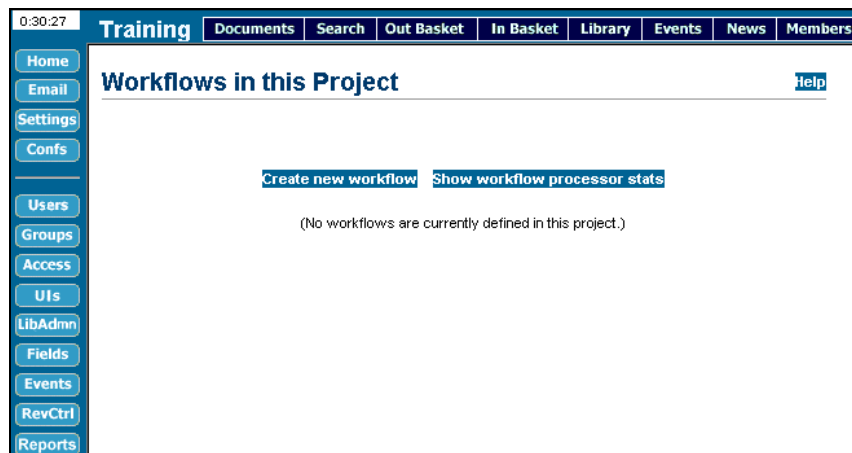 0:30:27
Training
Documents
Search
Out Basket
In Basket
Library
Events
News
Members
Home
Email
Settings
Confs
Users
Groups
Access
UIs
LibAdmn
Fields
Events
RevCtrl
Reports
Workflows in this Project
Help
Create new workflow
Show workflow processor stats
(No workflows are currently defined in this project.)